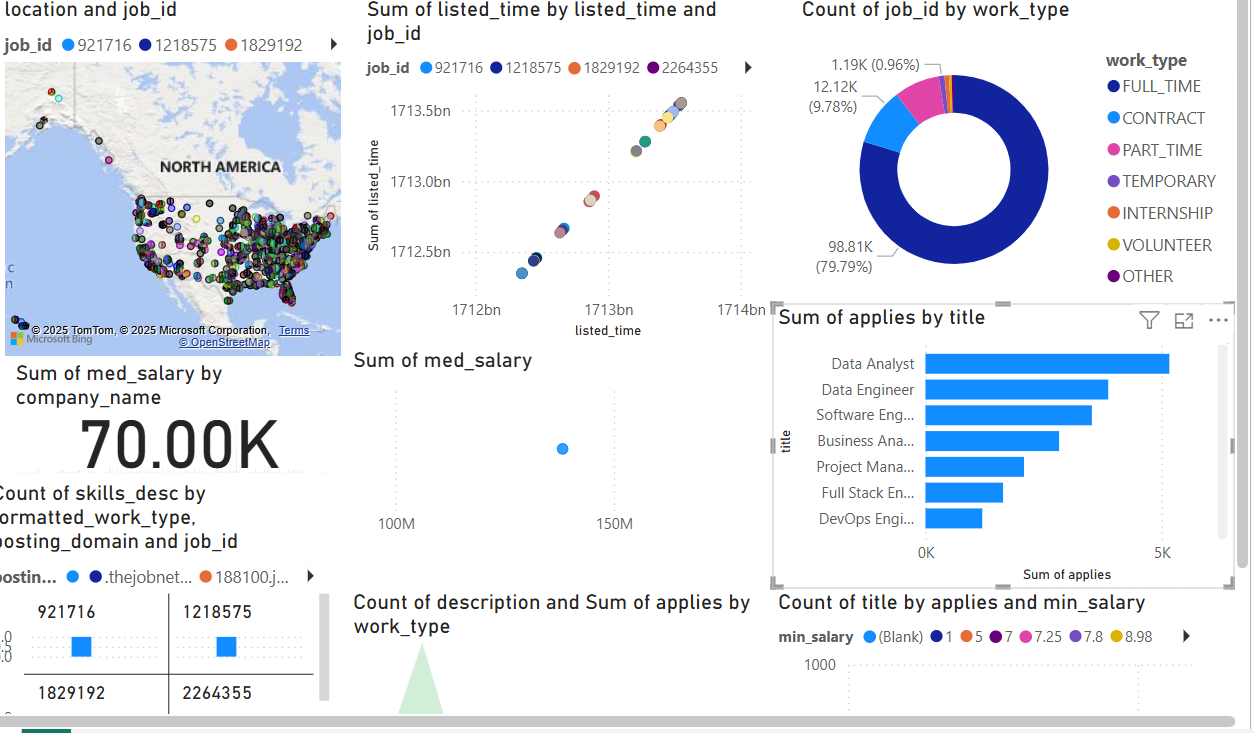 location and job_id
job_id 921716 1218575 1829192
NORTH AMERICA
© 2025 TomTom, © 2025 Microsoft Corporation, Terms
Microsoft Bing © OpenStreetMap
Sum of listed_time by listed_time and
job_id
job_id 921716 1218575 1829192 2264355
Sum of listed_time
1713.5bn
1713.0bn
1712.5bn
1712bn 1713bn 1714bn
listed_time
Count of job_id by work_type
1.19K (0.96%)
12.12K
(9.78%)
98.81K
(79.79%)
work_type
FULL_TIME
CONTRACT
PART_TIME
TEMPORARY
INTERNSHIP
VOLUNTEER
OTHER
Sum of med_salary by
company_name
70.00K
Sum of med_salary
100M 150M
Sum of applies by title
title
Data Analyst
Data Engineer
Software Eng...
Business Ana...
Project Mana...
Full Stack En...
DevOps Engi...
0K 5K
Sum of applies
Count of skills_desc by
ormatted_work_type,
posting_domain and job_id
postin... .thejobnet... 188100.j...
921716 1218575
.0
.5
0.0
1829192 2264355
Count of description and Sum of applies by
work_type
Count of title by applies and min_salary
min_salary (Blank) 1 5 7 7.25 7.8 8.98
1000